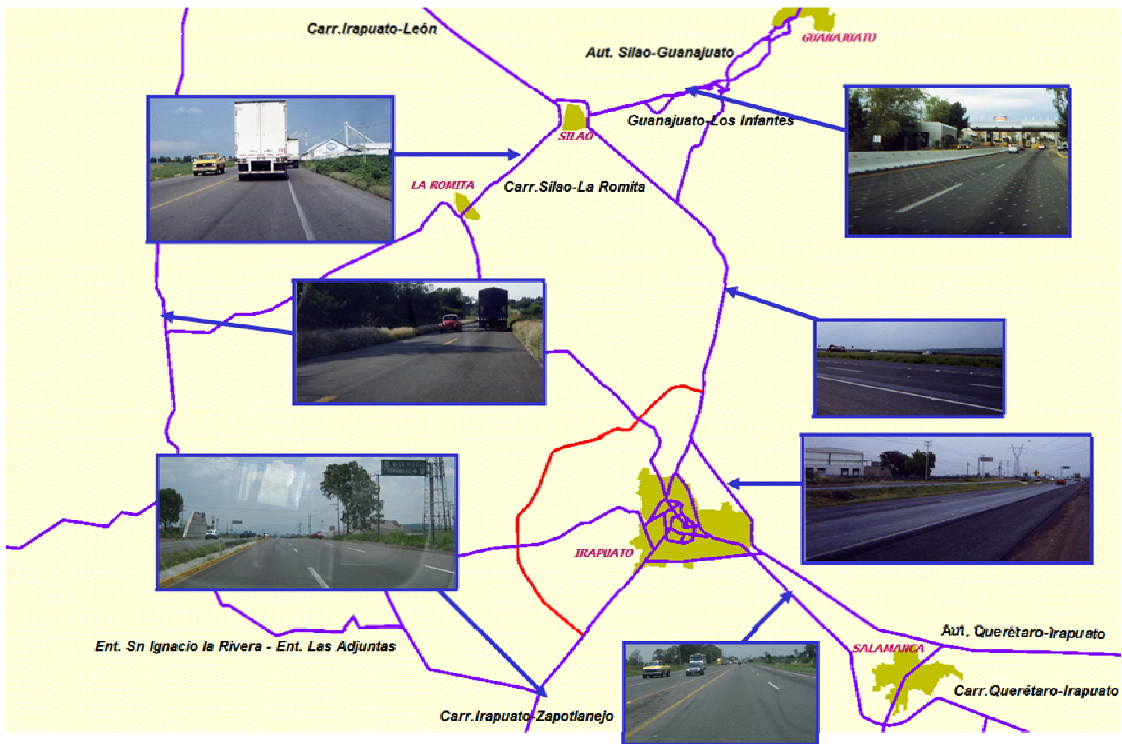 Carr.Irapuato-León
GUANAJUATO
Aut. Silao-Guanajuato
Guanajuato-Los Infantes
SILAO
LA ROMITA
Carr.Silao-La Romita
IRAPUATO
Ent. Sn Ignacio la Rivera - Ent. Las Adjuntas
Aut. Querétaro-Irapuato
SALAMANCA
Carr.Querétaro-Irapuato
Carr.Irapuato-Zapotlanejo